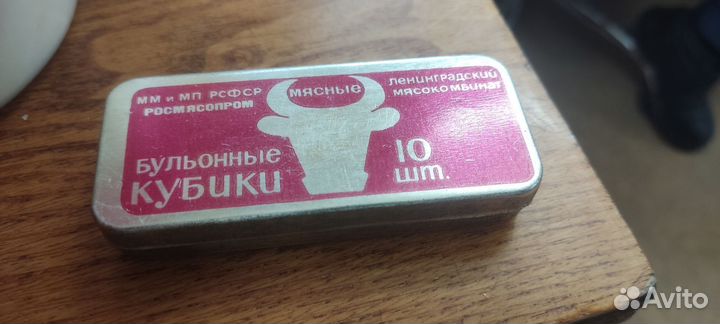 ММ и МП РСФСР
РОСМЯСОПРОМ
МЯСНЫЕ
ЛЕНИНГРАДСКИЙ
МЯСОКОМБИНАТ
БУЛЬОННЫЕ
КУБИКИ
10
шт.
Avito